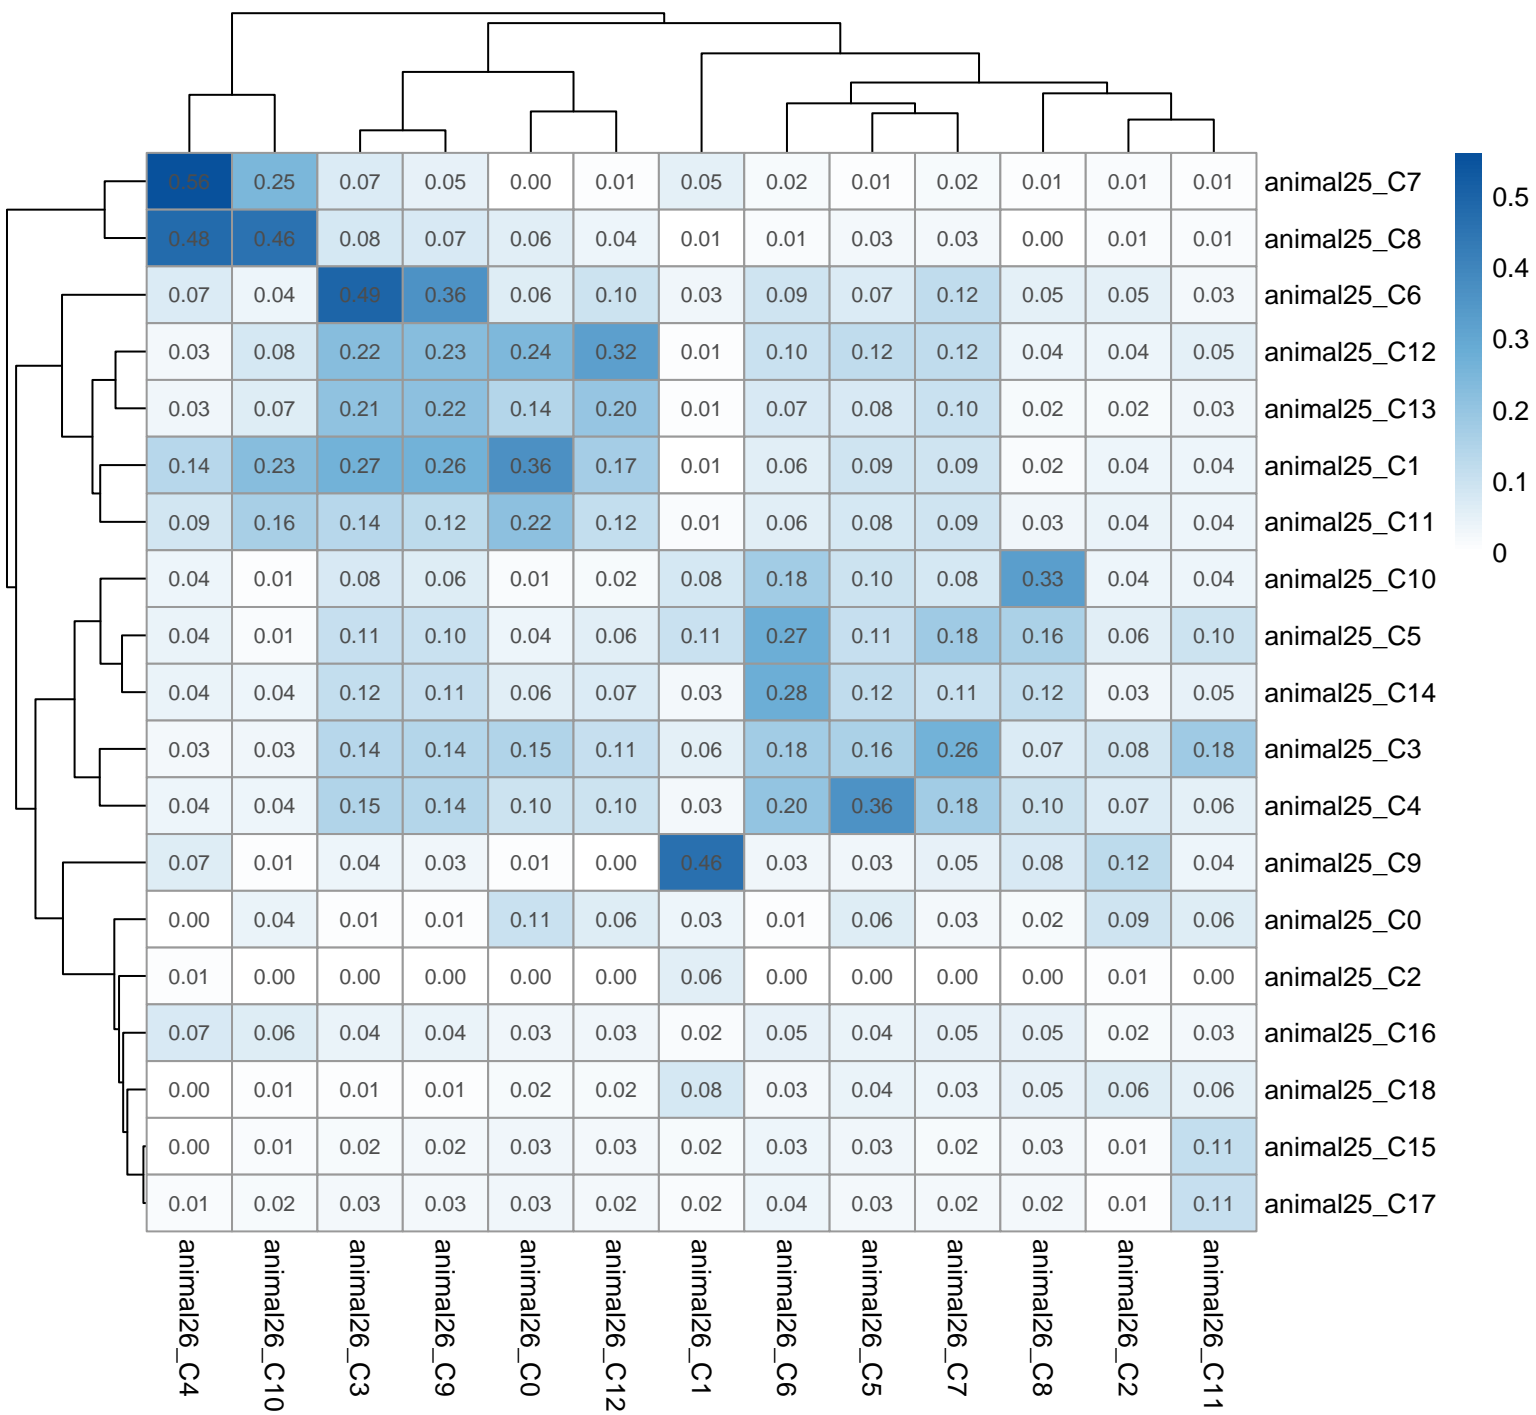 0.56 0.25 0.07 0.05 0.00 0.01 0.05 0.02 0.01 0.02 0.01 0.01 0.01 animal25_C7
0.48 0.46 0.08 0.07 0.06 0.04 0.01 0.01 0.03 0.03 0.00 0.01 0.01 animal25_C8
0.07 0.04 0.49 0.36 0.06 0.10 0.03 0.09 0.07 0.12 0.05 0.05 0.03 animal25_C6
0.03 0.08 0.22 0.23 0.24 0.32 0.01 0.10 0.12 0.12 0.04 0.04 0.05 animal25_C12
0.03 0.07 0.21 0.22 0.14 0.20 0.01 0.07 0.08 0.10 0.02 0.02 0.03 animal25_C13
0.14 0.23 0.27 0.26 0.36 0.17 0.01 0.06 0.09 0.09 0.02 0.04 0.04 animal25_C1
0.09 0.16 0.14 0.12 0.22 0.12 0.01 0.06 0.08 0.09 0.03 0.04 0.04 animal25_C11
0.04 0.01 0.08 0.06 0.01 0.02 0.08 0.18 0.10 0.08 0.33 0.04 0.04 animal25_C10
0.04 0.01 0.11 0.10 0.04 0.06 0.11 0.27 0.11 0.18 0.16 0.06 0.10 animal25_C5
0.04 0.04 0.12 0.11 0.06 0.07 0.03 0.28 0.12 0.11 0.12 0.03 0.05 animal25_C14
0.03 0.03 0.14 0.14 0.15 0.11 0.06 0.18 0.16 0.26 0.07 0.08 0.18 animal25_C3
0.04 0.04 0.15 0.14 0.10 0.10 0.03 0.20 0.36 0.18 0.10 0.07 0.06 animal25_C4
0.07 0.01 0.04 0.03 0.01 0.00 0.46 0.03 0.03 0.05 0.08 0.12 0.04 animal25_C9
0.00 0.04 0.01 0.01 0.11 0.06 0.03 0.01 0.06 0.03 0.02 0.09 0.06 animal25_C0
0.01 0.00 0.00 0.00 0.00 0.00 0.06 0.00 0.00 0.00 0.00 0.01 0.00 animal25_C2
0.07 0.06 0.04 0.04 0.03 0.03 0.02 0.05 0.04 0.05 0.05 0.02 0.03 animal25_C16
0.00 0.01 0.01 0.01 0.02 0.02 0.08 0.03 0.04 0.03 0.05 0.06 0.06 animal25_C18
0.00 0.01 0.02 0.02 0.03 0.03 0.02 0.03 0.03 0.02 0.03 0.01 0.11 animal25_C15
0.01 0.02 0.03 0.03 0.03 0.02 0.02 0.04 0.03 0.02 0.02 0.01 0.11 animal25_C17
animal26_C4
animal26_C10
animal26_C3
animal26_C9
animal26_C0
animal26_C12
animal26_C1
animal26_C6
animal26_C5
animal26_C7
animal26_C8
animal26_C2
animal26_C11
0.5
0.4
0.3
0.2
0.1
0